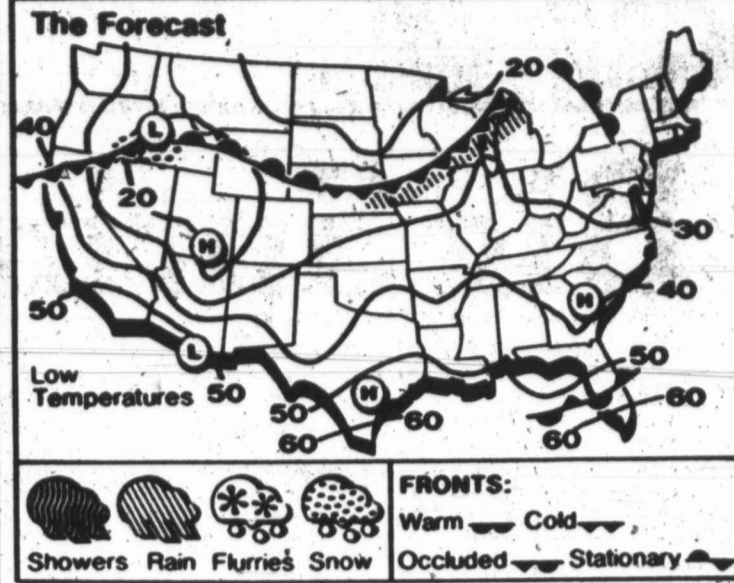 The Forecast
20
L
40
20
H
30
50
H
40
L
50
Low
Temperatures
50
H
50
60
60
60
60
Showers Rain Flurries Snow
FRONTS:
Warm Cold
Occluded Stationary